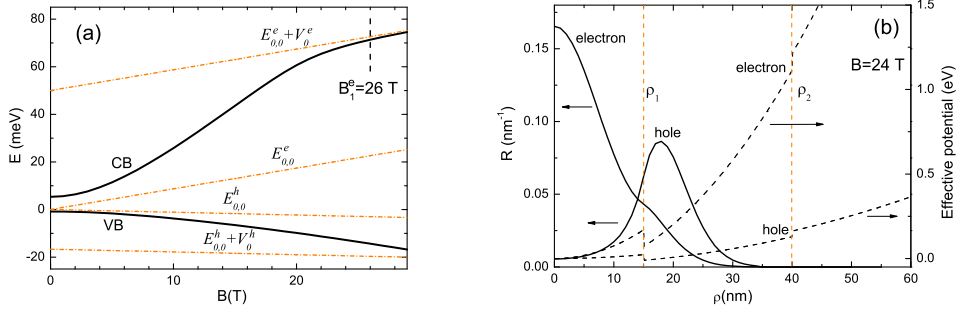 80
60
40
20
0
-20
E (meV)
(a)
E^e_{0,0}+V^e_0
B^e_1=26 T
CB
E^e_{0,0}
E^h_{0,0}
VB
E^h_{0,0}+V^h_0
0 10 20
B(T)
0.15
0.10
0.05
0.00
R (nm^{-1})
(b)
electron
electron
B=24 T
ρ_1
ρ_2
hole
hole
1.5
1.0
0.5
0.0
Effective potential (eV)
0 10 20 30 40 50 60
ρ(nm)